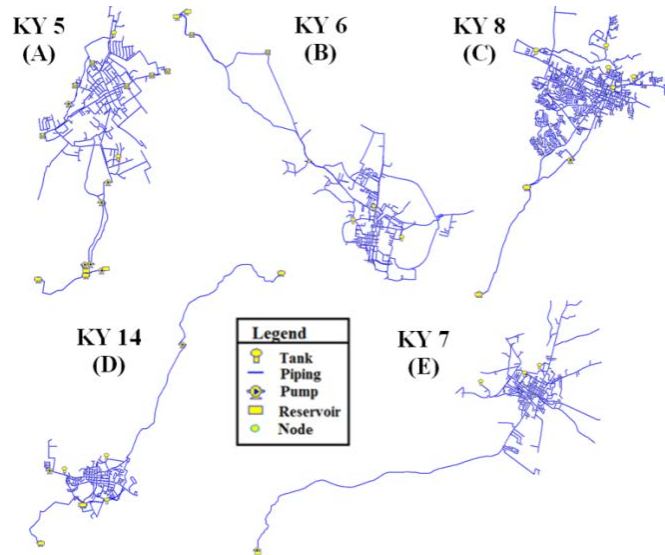 KY 5
(A)
KY 6
(B)
KY 8
(C)
KY 14
(D)
Legend
Tank
Piping
Pump
Reservoir
Node
KY 7
(E)